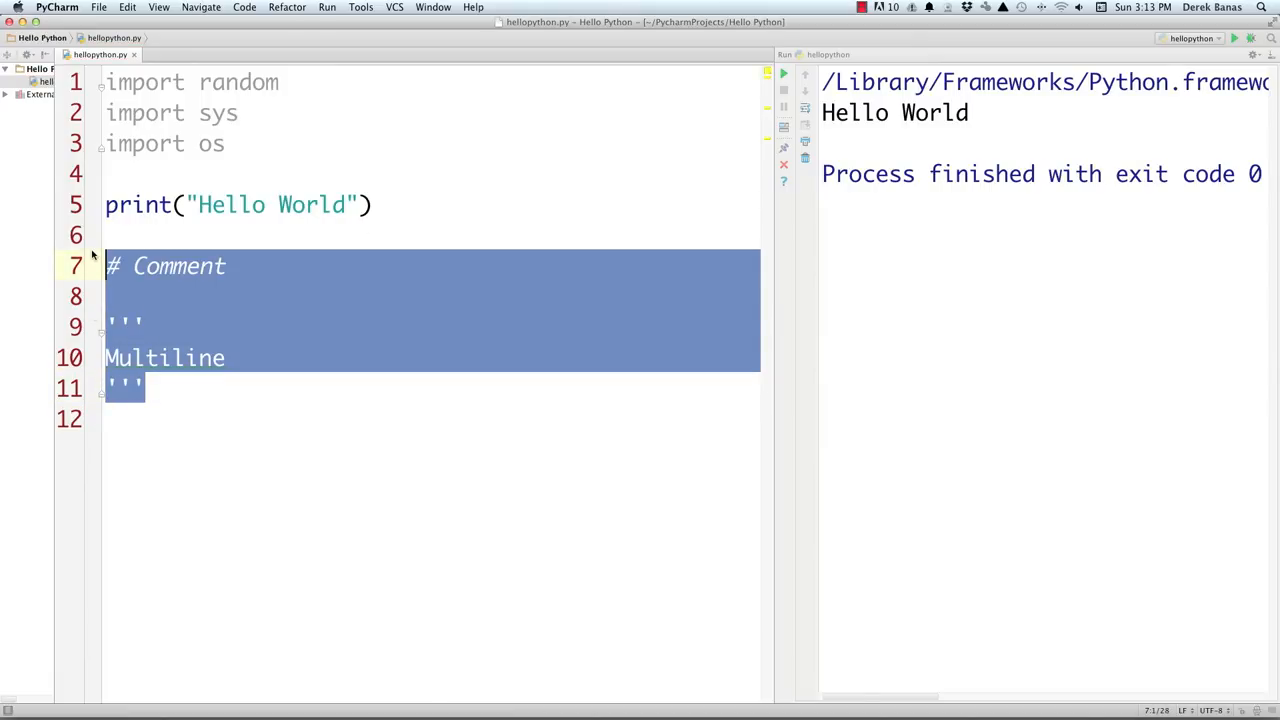 PyCharm File Edit View Navigate Code Refactor Run Tools VCS Window Help 10 Sun 3:13 PM Derek Banas
hellopython.py – Hello Python – [~/PycharmProjects/Hello Python]
Hello Python hellopython.py hellopython
hellopython.py Run hellopython
Hello P
hell
Extern
1 import random
2 import sys
3 import os
4
5 print("Hello World")
6
7 # Comment
8
9 '''
10 Multiline
11 '''
12
/Library/Frameworks/Python.framewo
Hello World
Process finished with exit code 0
7:1/28 LF UTF-8